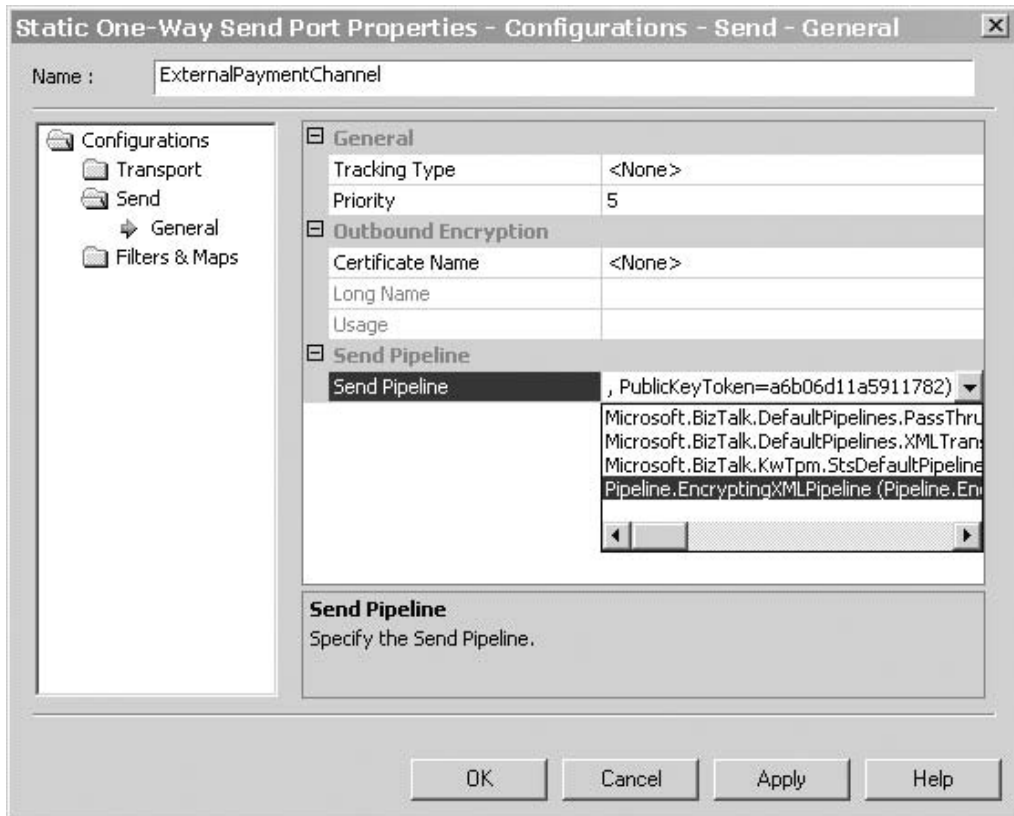 Static One-Way Send Port Properties - Configurations - Send - General
Name : ExternalPaymentChannel
Configurations
Transport
Send
General
Filters & Maps
General
Tracking Type <None>
Priority 5
Outbound Encryption
Certificate Name <None>
Long Name
Usage
Send Pipeline
Send Pipeline , PublicKeyToken=a6b06d11a5911782)
Microsoft.BizTalk.DefaultPipelines.PassThru
Microsoft.BizTalk.DefaultPipelines.XMLTran
Microsoft.BizTalk.KwTpm.StsDefaultPipeline
Pipeline.EncryptingXMLPipeline (Pipeline.En
Send Pipeline
Specify the Send Pipeline.
OK Cancel Apply Help